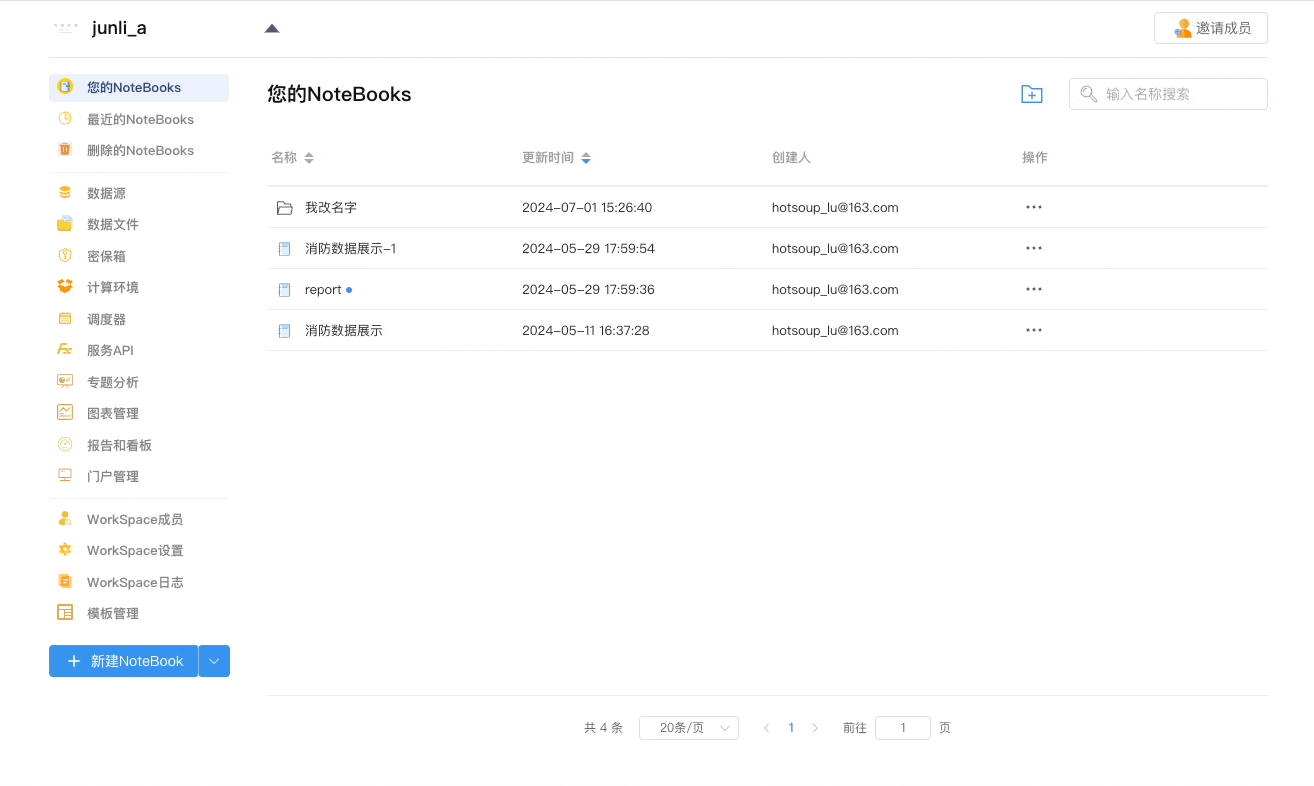 junli_a
邀请成员
您的NoteBooks
最近的NoteBooks
删除的NoteBooks
数据源
数据文件
密保箱
计算环境
调度器
服务API
专题分析
图表管理
报告和看板
门户管理
WorkSpace成员
WorkSpace设置
WorkSpace日志
模板管理
新建NoteBook
您的NoteBooks
输入名称搜索
名称 更新时间 创建人 操作
我改名字 2024-07-01 15:26:40 hotsoup_lu@163.com
消防数据展示-1 2024-05-29 17:59:54 hotsoup_lu@163.com
report 2024-05-29 17:59:36 hotsoup_lu@163.com
消防数据展示 2024-05-11 16:37:28 hotsoup_lu@163.com
共 4 条 20条/页 1 前往 1 页